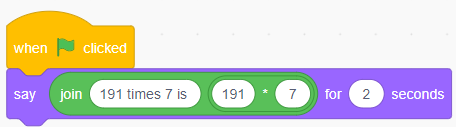 when clicked
say join 191 times 7 is 191 * 7 for 2 seconds